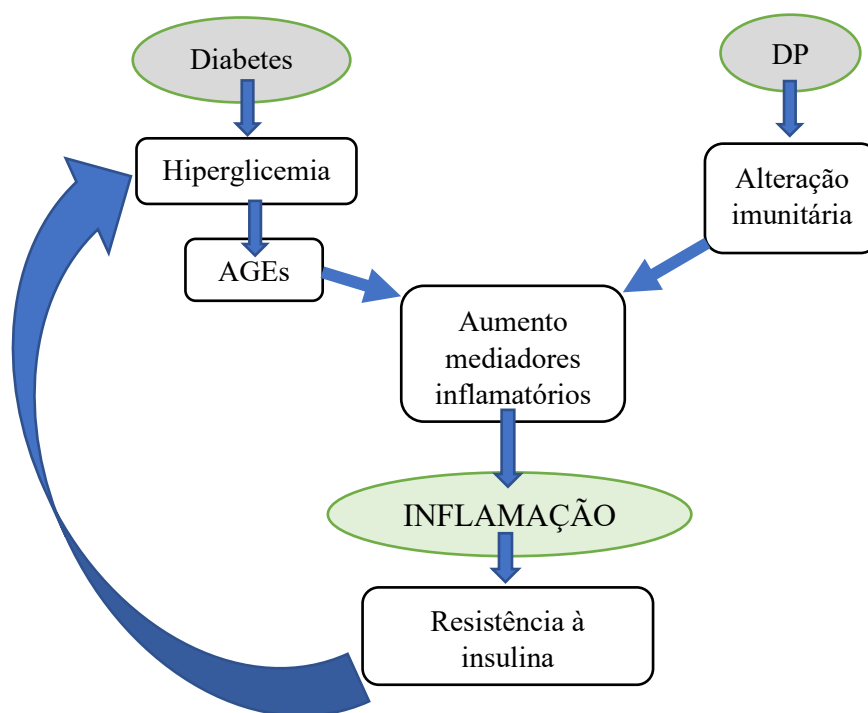 Diabetes
DP
Hiperglicemia
Alteração
imunitária
AGEs
Aumento
mediadores
inflamatórios
INFLAMAÇÃO
Resistência à
insulina